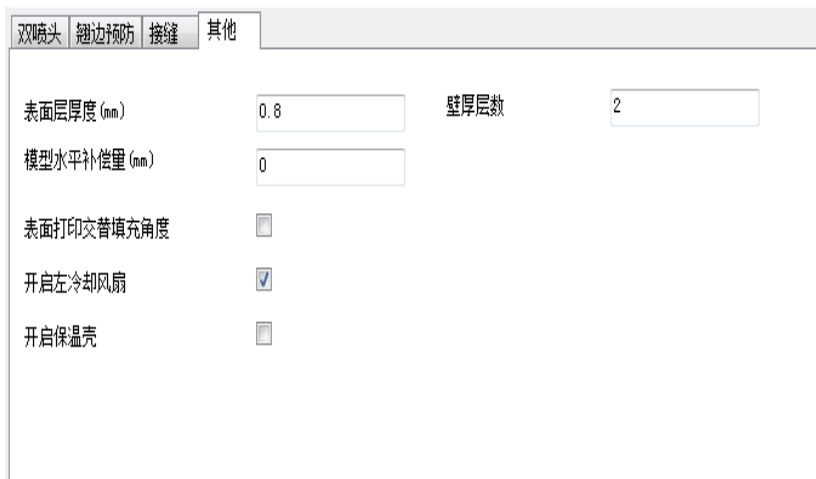 双喷头 翘边预防 接缝 其他
表面层厚度(mm) 0.8 壁厚层数 2
模型水平补偿量(mm) 0
表面打印交替填充角度
开启左冷却风扇
开启保温壳